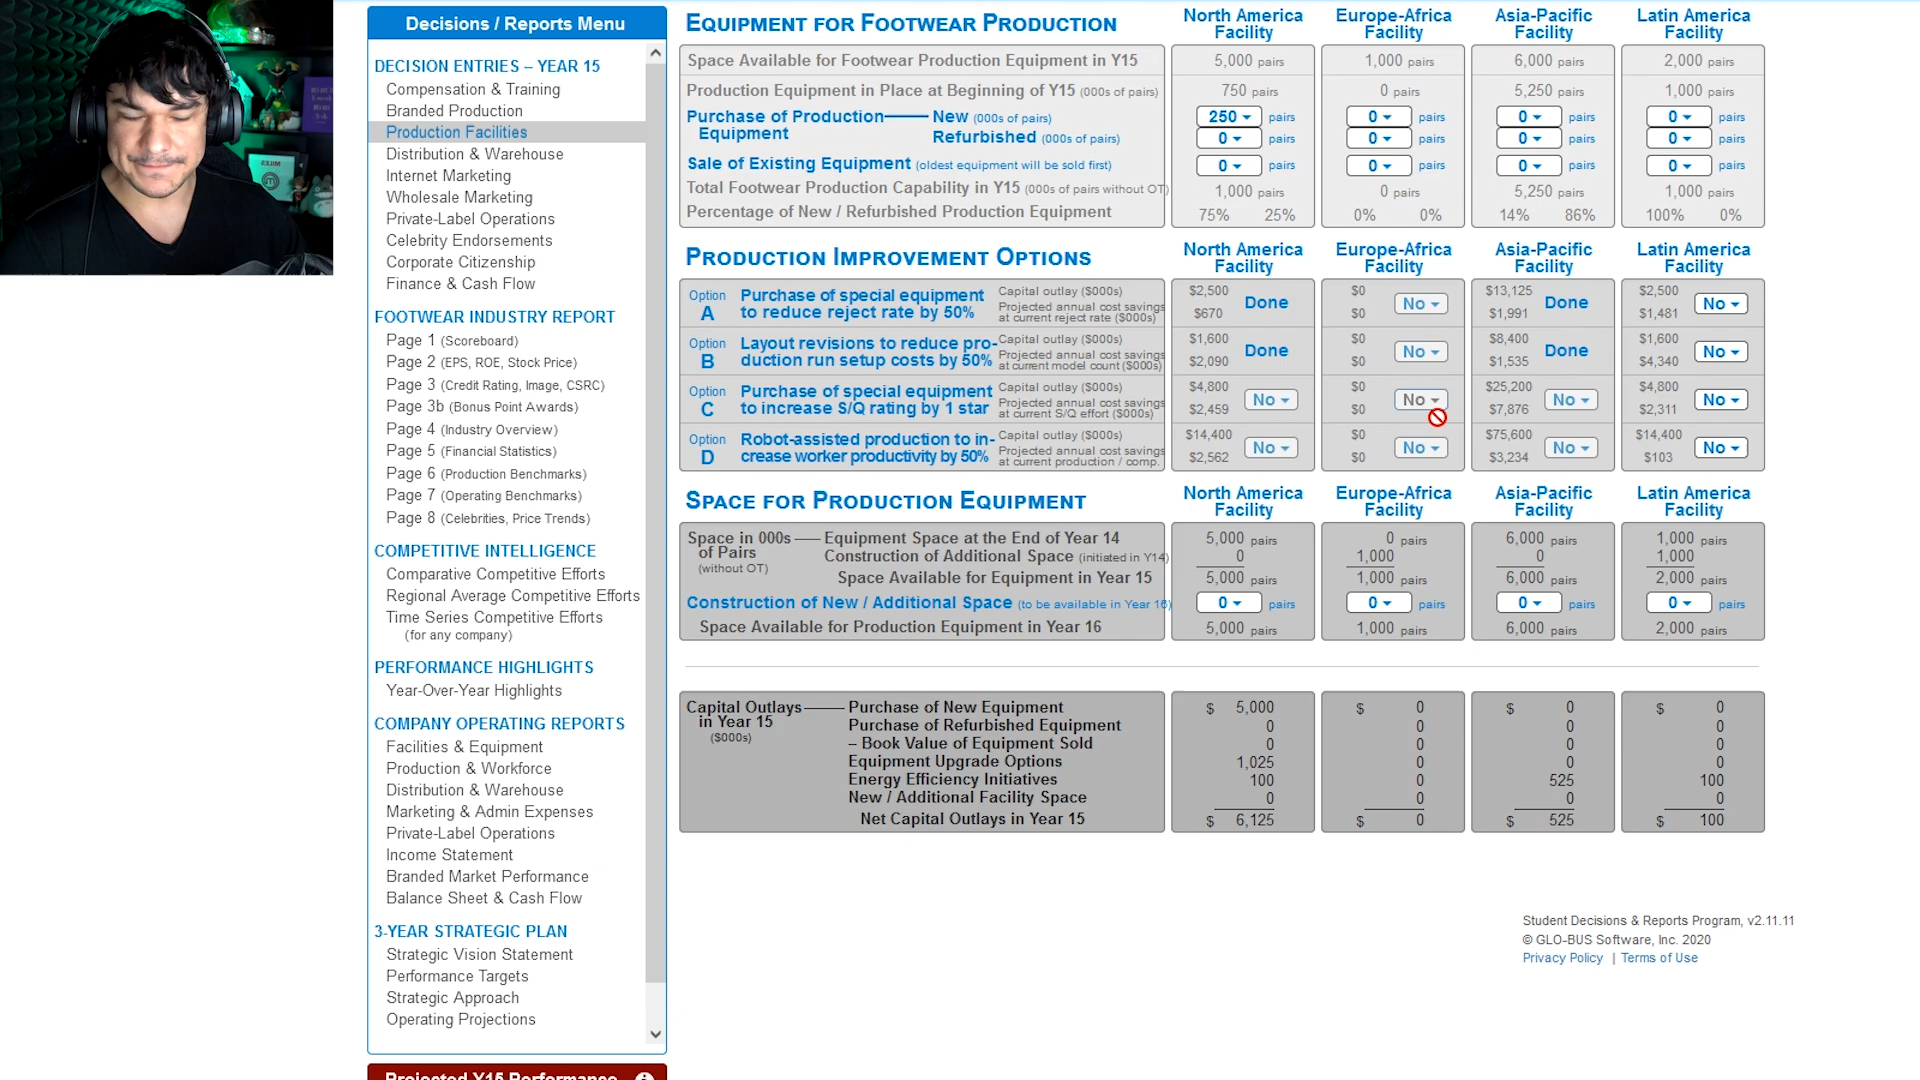 Decisions / Reports Menu
DECISION ENTRIES – YEAR 15
Compensation & Training
Branded Production
Production Facilities
Distribution & Warehouse
Internet Marketing
Wholesale Marketing
Private-Label Operations
Celebrity Endorsements
Corporate Citizenship
Finance & Cash Flow
FOOTWEAR INDUSTRY REPORT
Page 1 (Scoreboard)
Page 2 (EPS, ROE, Stock Price)
Page 3 (Credit Rating, Image, CSRC)
Page 3b (Bonus Point Awards)
Page 4 (Industry Overview)
Page 5 (Financial Statistics)
Page 6 (Production Benchmarks)
Page 7 (Operating Benchmarks)
Page 8 (Celebrities, Price Trends)
COMPETITIVE INTELLIGENCE
Comparative Competitive Efforts
Regional Average Competitive Efforts
Time Series Competitive Efforts
(for any company)
PERFORMANCE HIGHLIGHTS
Year-Over-Year Highlights
COMPANY OPERATING REPORTS
Facilities & Equipment
Production & Workforce
Distribution & Warehouse
Marketing & Admin Expenses
Private-Label Operations
Income Statement
Branded Market Performance
Balance Sheet & Cash Flow
3-YEAR STRATEGIC PLAN
Strategic Vision Statement
Performance Targets
Strategic Approach
Operating Projections
Projected Y15 Performance
EQUIPMENT FOR FOOTWEAR PRODUCTION
North America Facility
Europe-Africa Facility
Asia-Pacific Facility
Latin America Facility
Space Available for Footwear Production Equipment in Y15 5,000 pairs 1,000 pairs 6,000 pairs 2,000 pairs
Production Equipment in Place at Beginning of Y15 (000s of pairs) 750 pairs 0 pairs 5,250 pairs 1,000 pairs
Purchase of Production Equipment New (000s of pairs) 250 pairs 0 pairs 0 pairs 0 pairs
Refurbished (000s of pairs) 0 pairs 0 pairs 0 pairs 0 pairs
Sale of Existing Equipment (oldest equipment will be sold first) 0 pairs 0 pairs 0 pairs 0 pairs
Total Footwear Production Capability in Y15 (000s of pairs without OT) 1,000 pairs 0 pairs 5,250 pairs 1,000 pairs
Percentage of New / Refurbished Production Equipment 75% 25% 0% 0% 14% 86% 100% 0%
PRODUCTION IMPROVEMENT OPTIONS
North America Facility
Europe-Africa Facility
Asia-Pacific Facility
Latin America Facility
Option A Purchase of special equipment to reduce reject rate by 50%
Capital outlay ($000s) $2,500 Done $0 No $13,125 Done $2,500 No
Projected annual cost savings at current reject rate ($000s) $670 $0 $1,991 $1,481
Option B Layout revisions to reduce pro-duction run setup costs by 50%
Capital outlay ($000s) $1,600 Done $0 No $8,400 Done $1,600 No
Projected annual cost savings at current model count ($000s) $2,090 $0 $1,535 $4,340
Option C Purchase of special equipment to increase S/Q rating by 1 star
Capital outlay ($000s) $4,800 No $0 No $25,200 No $4,800 No
Projected annual cost savings at current S/Q effort ($000s) $2,459 $0 $7,876 $2,311
Option D Robot-assisted production to in-crease worker productivity by 50%
Capital outlay ($000s) $14,400 No $0 No $75,600 No $14,400 No
Projected annual cost savings at current production / comp. $2,562 $0 $3,234 $103
SPACE FOR PRODUCTION EQUIPMENT
North America Facility
Europe-Africa Facility
Asia-Pacific Facility
Latin America Facility
Space in 000s of Pairs (without OT)
Equipment Space at the End of Year 14 5,000 pairs 0 pairs 6,000 pairs 1,000 pairs
Construction of Additional Space (initiated in Y14) 0 1,000 0 1,000
Space Available for Equipment in Year 15 5,000 pairs 1,000 pairs 6,000 pairs 2,000 pairs
Construction of New / Additional Space (to be available in Year 16) 0 pairs 0 pairs 0 pairs 0 pairs
Space Available for Production Equipment in Year 16 5,000 pairs 1,000 pairs 6,000 pairs 2,000 pairs
Capital Outlays in Year 15 ($000s)
Purchase of New Equipment $ 5,000 $ 0 $ 0 $ 0
Purchase of Refurbished Equipment 0 0 0 0
– Book Value of Equipment Sold 0 0 0 0
Equipment Upgrade Options 1,025 0 0 0
Energy Efficiency Initiatives 100 0 525 100
New / Additional Facility Space 0 0 0 0
Net Capital Outlays in Year 15 $ 6,125 $ 0 $ 525 $ 100
Student Decisions & Reports Program, v2.11.11
© GLO-BUS Software, Inc. 2020
Privacy Policy | Terms of Use